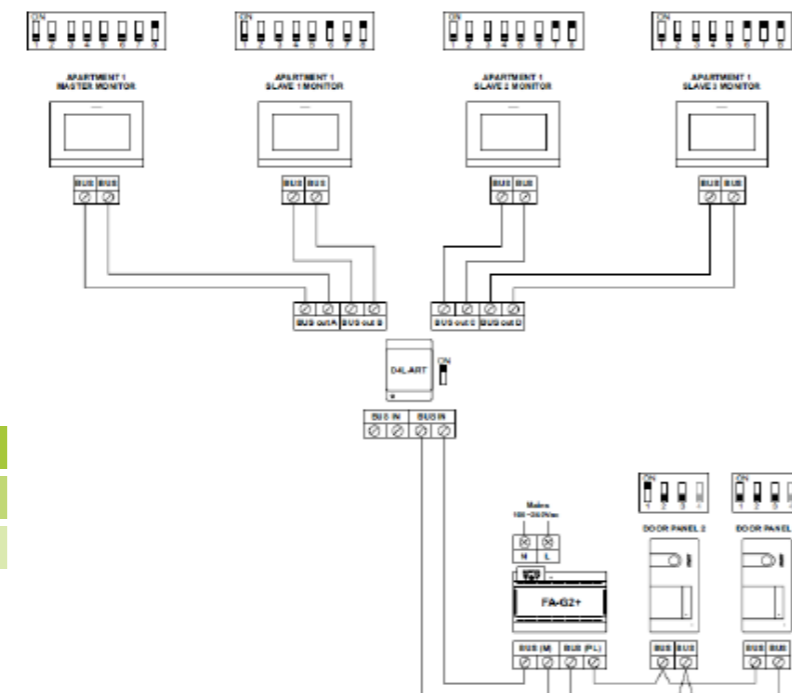 ON
1 2 3 4 5 6 7 8
ON
1 2 3 4 5 6 7 8
ON
1 2 3 4 5 6 7 8
ON
1 2 3 4 5 6 7 8
APARTMENT 1
MASTER MONITOR
APARTMENT 1
SLAVE 1 MONITOR
APARTMENT 1
SLAVE 2 MONITOR
APARTMENT 1
SLAVE 3 MONITOR
BUS BUS
BUS BUS
BUS BUS
BUS BUS
BUS out A BUS out B
BUS out C BUS out D
D4L-ART
ON
BUS IN BUS IN
ON
1 2 3 4
ON
1 2 3 4
Mains
DOOR PANEL 2
DOOR PANEL
N L
FA-G2+
BUS (M) BUS (PL)
BUS BUS
BUS BUS